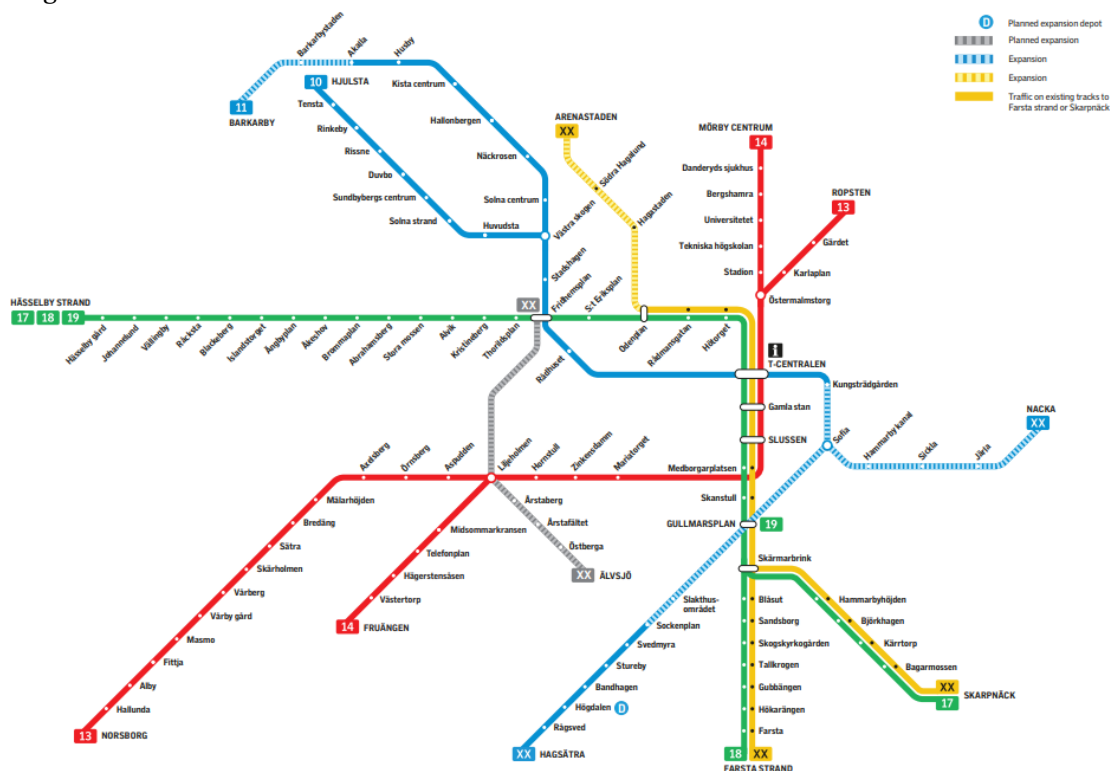 D Planned expansion depot
Planned expansion
Expansion
Expansion
Traffic on existing tracks to
Farsta strand or Skarpnäck
Barkarbystaden
Akalla
Husby
Kista centrum
Hallonbergen
Näckrosen
Solna centrum
Västra skogen
Stadshagen
Fridhemsplan
11
BARKARBY
10 HJULSTA
Tensta
Rinkeby
Rissne
Duvbo
Sundbybergs centrum
Solna strand
Huvudsta
ARENASTADEN
XX
Södra Hagalund
Hagastaden
MÖRBY CENTRUM
14
Danderyds sjukhus
Bergshamra
Universitetet
Tekniska högskolan
Stadion
ROPSTEN
13
Gärdet
Karlaplan
Östermalmstorg
HÄSSELBY STRAND
17 18 19
Hässelby gård
Johannelund
Vällingby
Råcksta
Blackeberg
Islandstorget
Ängbyplan
Åkeshov
Brommaplan
Abrahamsberg
Stora mossen
Alvik
Kristineberg
Thorildsplan
XX
S:t Eriksplan
Odenplan
Rådmansgatan
Hötorget
Rådhuset
i
T-CENTRALEN
Kungsträdgården
Gamla stan
SLUSSEN
Sofia
Hammarby kanal
Sickla
Järla
NACKA
XX
Medborgarplatsen
Skanstull
GULLMARSPLAN
19
Skärmarbrink
Axelsberg
Örnsberg
Aspudden
Liljeholmen
Hornstull
Zinkensdamm
Mariatorget
Mälarhöjden
Bredäng
Sätra
Skärholmen
Vårberg
Vårby gård
Masmo
Fittja
Alby
Hallunda
13 NORSBORG
Midsommarkransen
Telefonplan
Hägerstensåsen
Västertorp
14 FRUÄNGEN
Årstaberg
Årstafältet
Östberga
XX ÄLVSJÖ
Slakthus-
området
Sockenplan
Svedmyra
Stureby
Bandhagen
Högdalen D
Rågsved
XX HAGSÄTRA
Blåsut
Sandsborg
Skogskyrkogården
Tallkrogen
Gubbängen
Hökarängen
Farsta
18 XX
FARSTA STRAND
Hammarbyhöjden
Björkhagen
Kärrtorp
Bagarmossen
XX
SKARPNÄCK
17